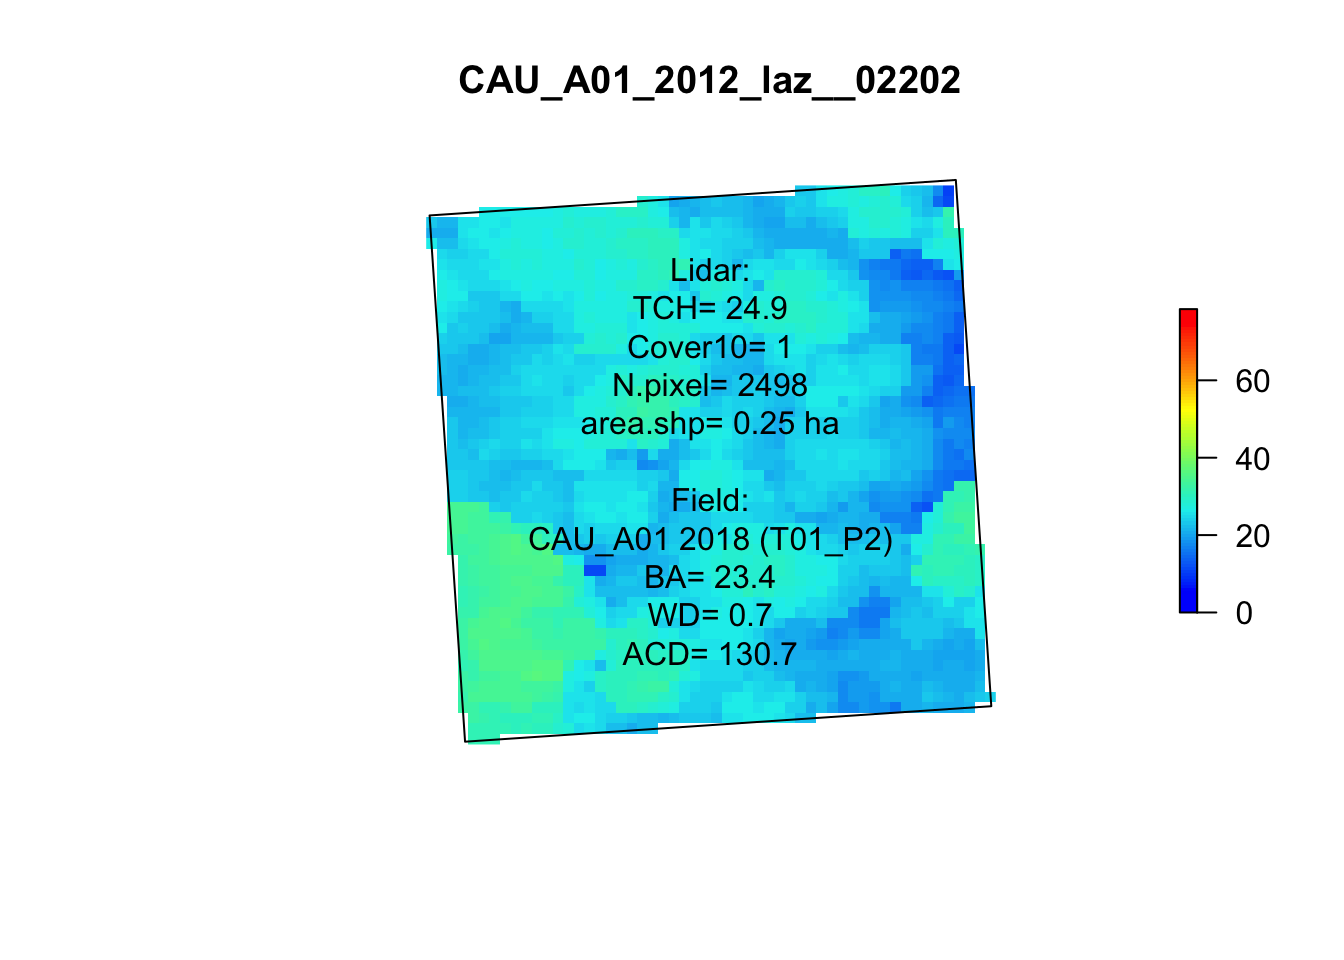 CAU_A01_2012_laz__02202
Lidar:
TCH= 24.9
Cover10= 1
N.pixel= 2498
area.shp= 0.25 ha
Field:
CAU_A01 2018 (T01_P2)
BA= 23.4
WD= 0.7
ACD= 130.7
60
40
20
0